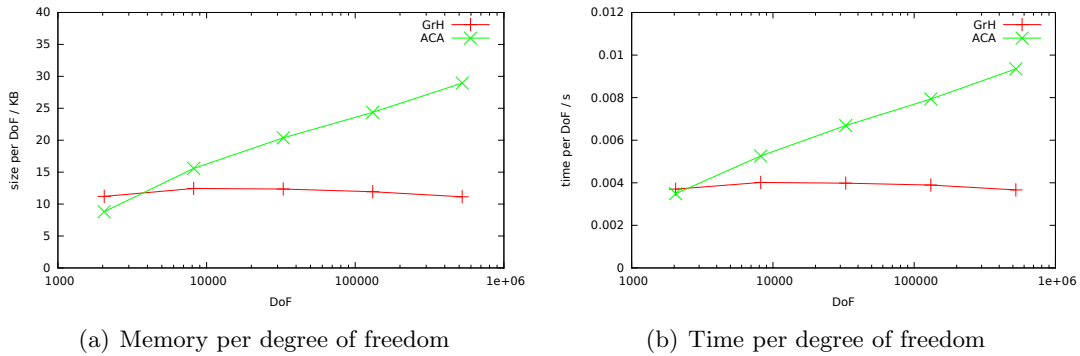 GrH
ACA
size per DoF / KB
40
35
30
25
20
15
10
5
0
1000
10000
100000
1e+06
DoF
(a) Memory per degree of freedom
GrH
ACA
time per DoF / s
0.012
0.01
0.008
0.006
0.004
0.002
0
1000
10000
100000
1e+06
DoF
(b) Time per degree of freedom